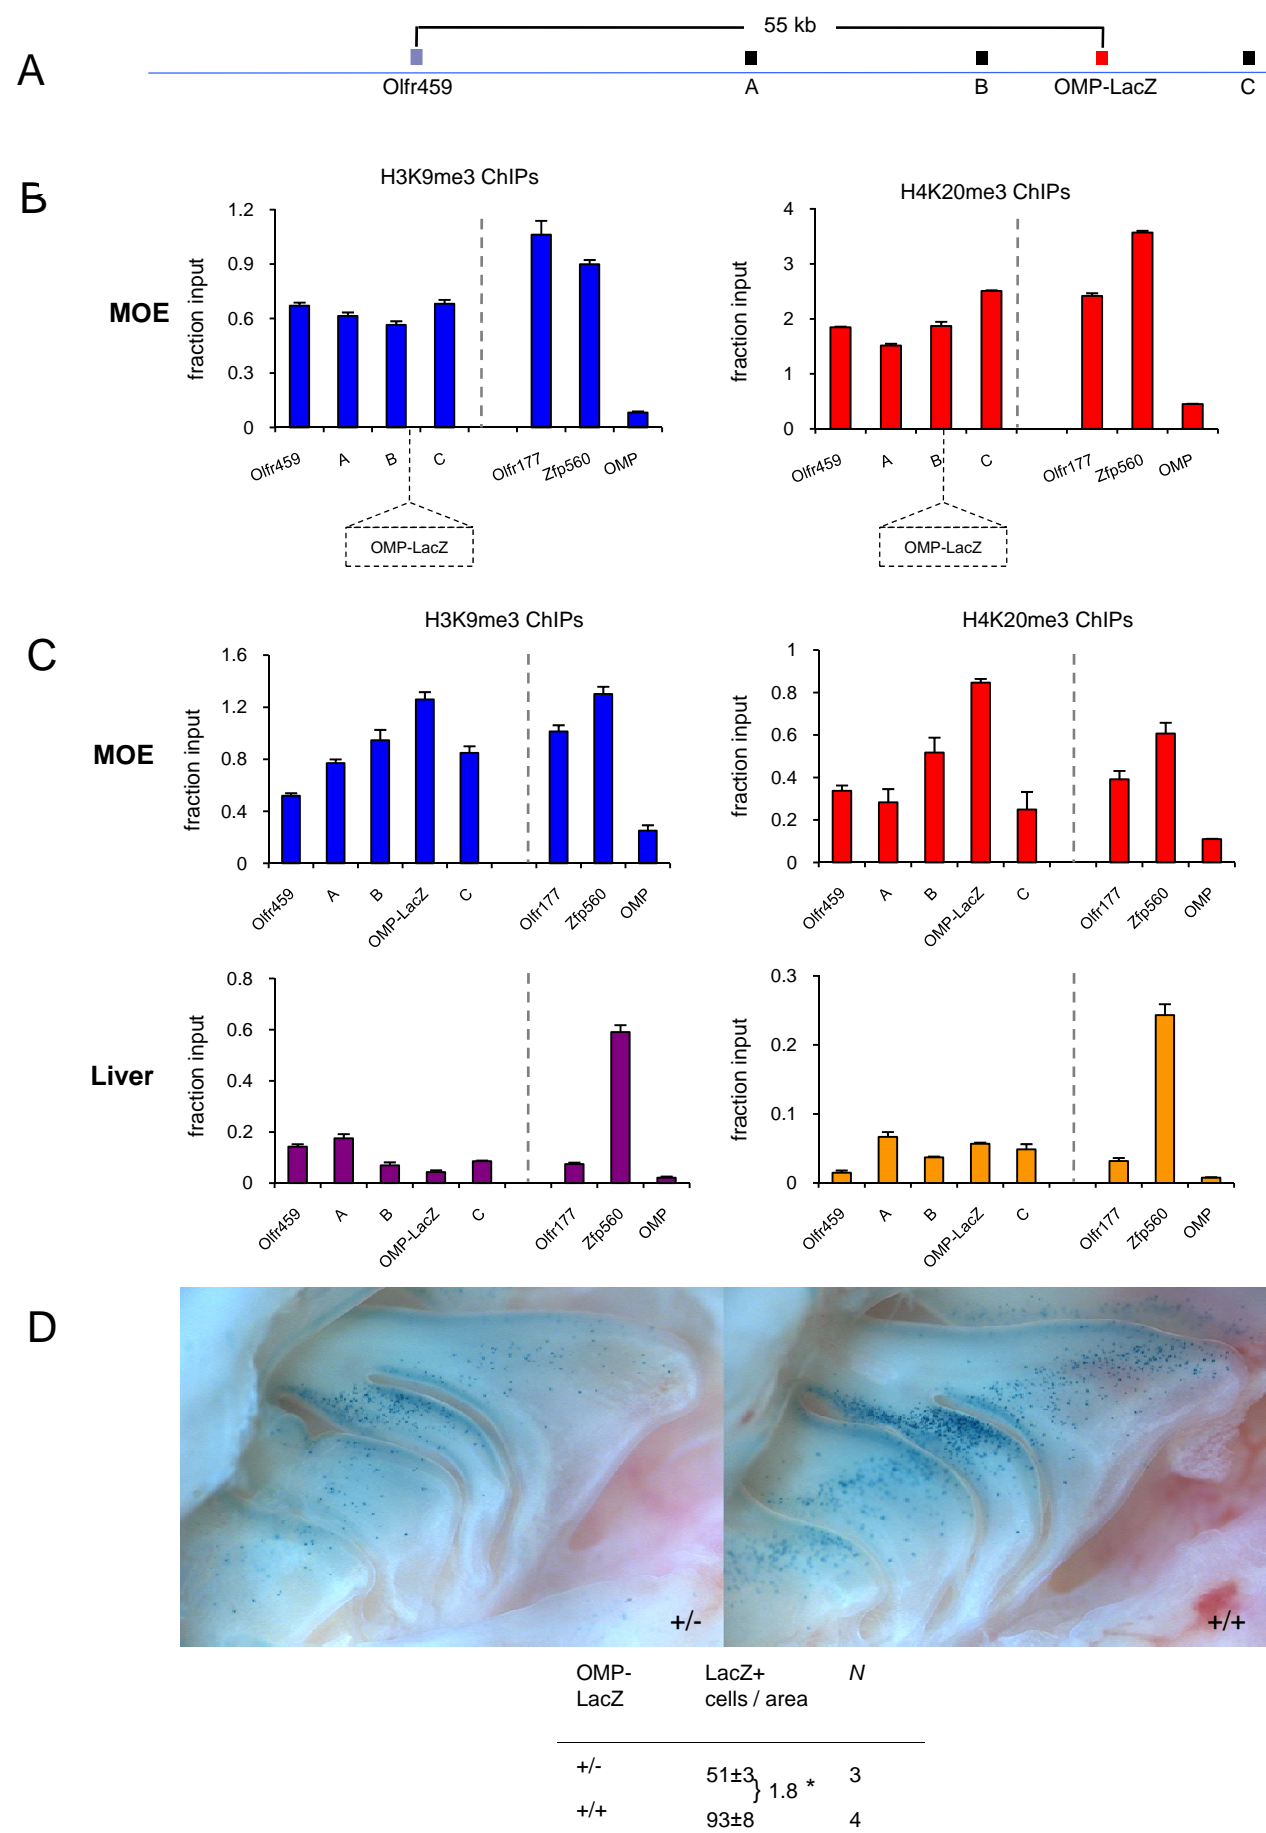 A
55 kb
Olfr459 A B OMP-LacZ C
B
H3K9me3 ChIPs
MOE
fraction input
1.2
0.9
0.6
0.3
0
Olfr459 A B C Olfr177 Zfp560 OMP
OMP-LacZ
H4K20me3 ChIPs
fraction input
4
3
2
1
0
Olfr459 A B C Olfr177 Zfp560 OMP
OMP-LacZ
C
H3K9me3 ChIPs
MOE
fraction input
1.6
1.2
0.8
0.4
0
Olfr459 A B OMP-LacZ C Olfr177 Zfp560 OMP
H4K20me3 ChIPs
fraction input
1
0.8
0.6
0.4
0.2
0
Olfr459 A B OMP-LacZ C Olfr177 Zfp560 OMP
Liver
fraction input
0.8
0.6
0.4
0.2
0
Olfr459 A B OMP-LacZ C Olfr177 Zfp560 OMP
fraction input
0.3
0.2
0.1
0
Olfr459 A B OMP-LacZ C Olfr177 Zfp560 OMP
D
+/- +/+
OMP- LacZ+ N
LacZ cells / area
+/- 51±3 3
} 1.8 *
+/+ 93±8 4